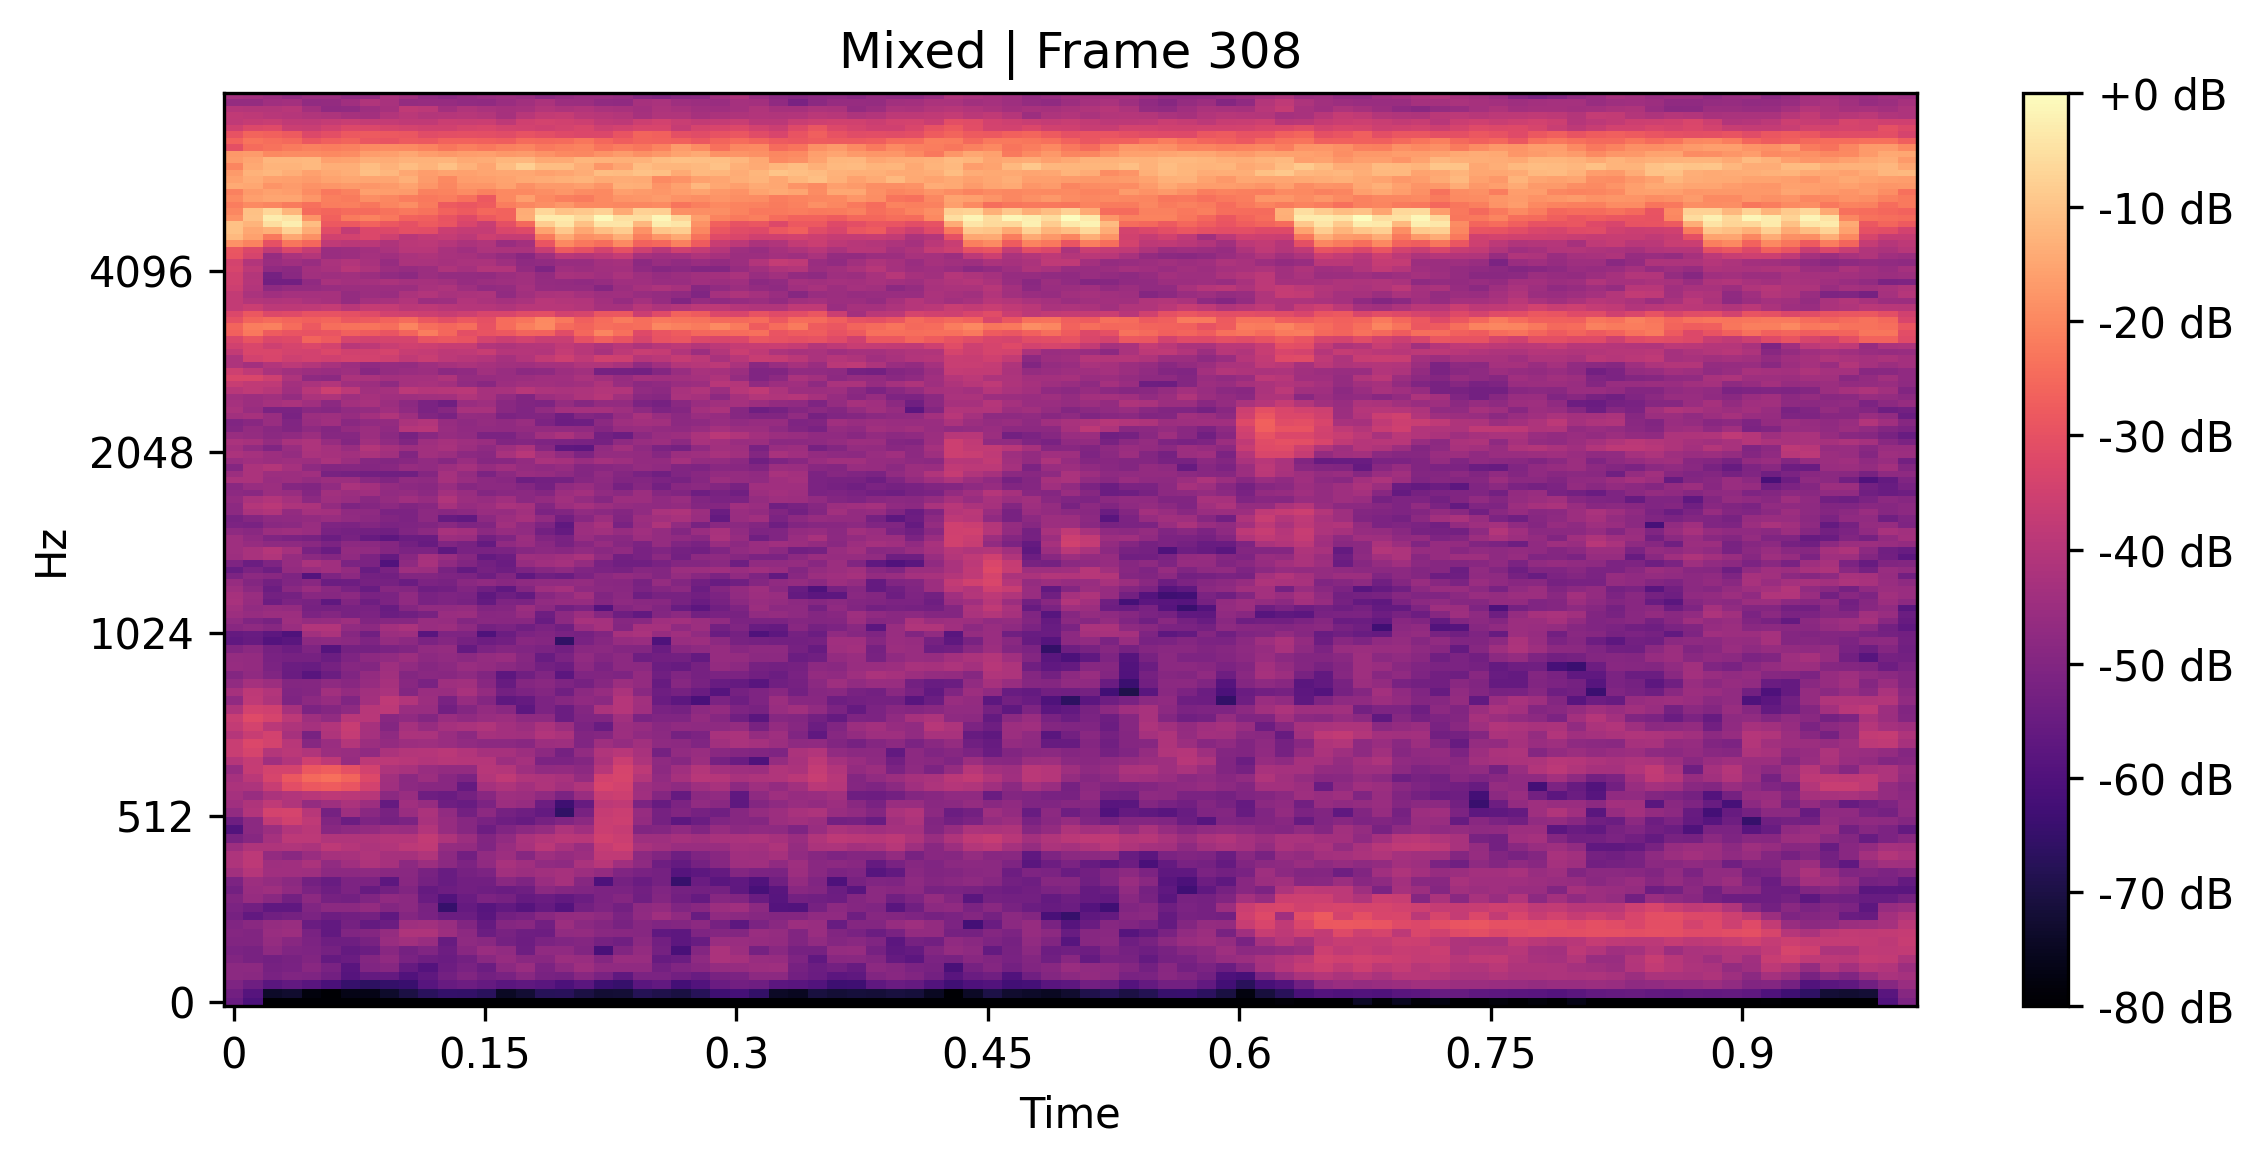 Mixed | Frame 308
Hz
4096
2048
1024
512
0
0 0.15 0.3 0.45 0.6 0.75 0.9
Time
+0 dB
-10 dB
-20 dB
-30 dB
-40 dB
-50 dB
-60 dB
-70 dB
-80 dB